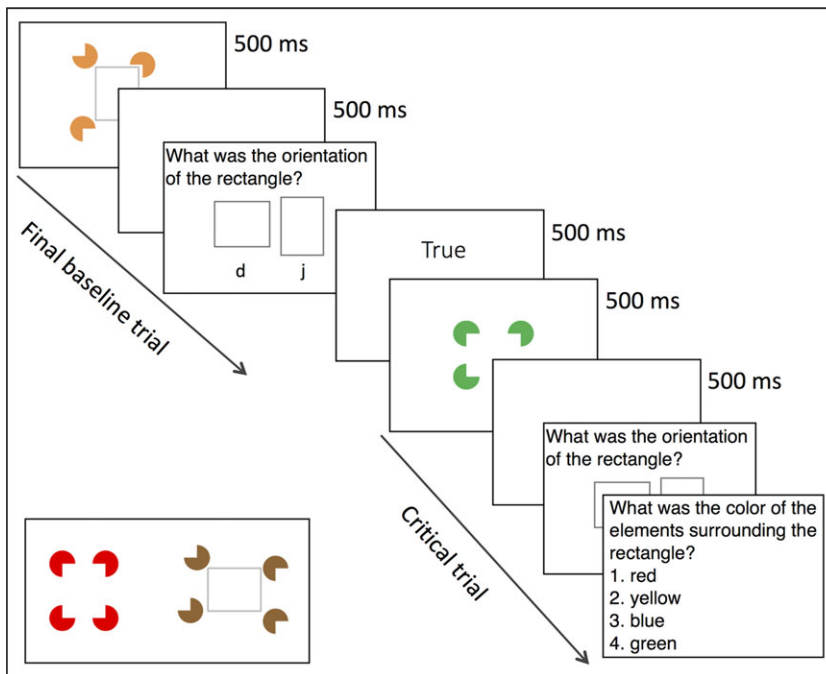 500 ms
500 ms
What was the orientation
of the rectangle?
d j
Final baseline trial
True
500 ms
500 ms
500 ms
What was the orientation
of the rectangle?
What was the color of the
elements surrounding the
rectangle?
1. red
2. yellow
3. blue
4. green
Critical trial